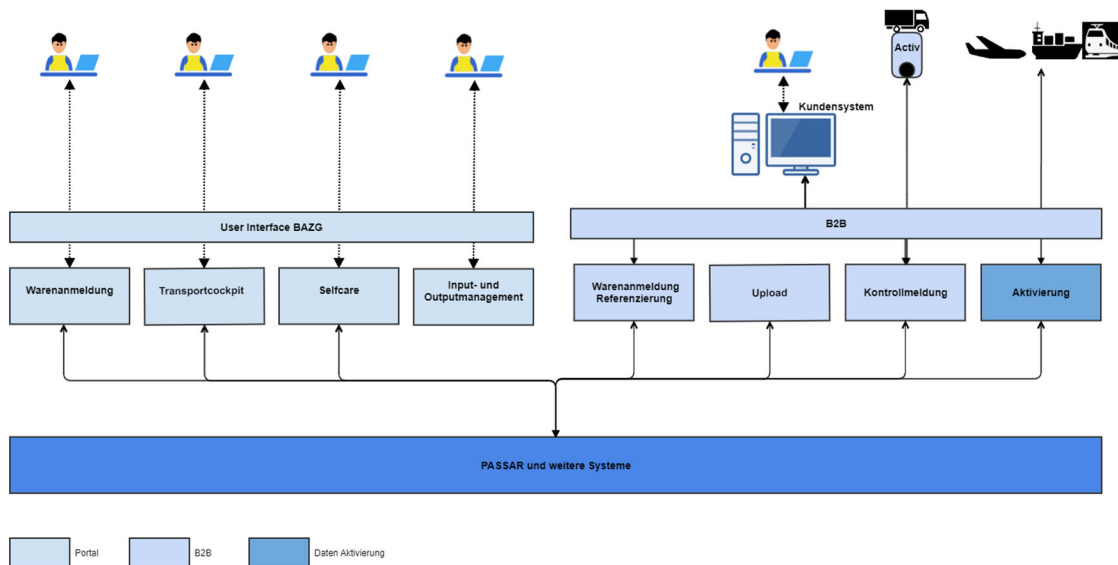 Activ
Kundensystem
User Interface BAZG
B2B
Warenanmeldung
Transportcockpit
Selfcare
Input- und
Outputmanagement
Warenanmeldung
Referenzierung
Upload
Kontrollmeldung
Aktivierung
PASSAR und weitere Systeme
Portal
B2B
Daten Aktivierung